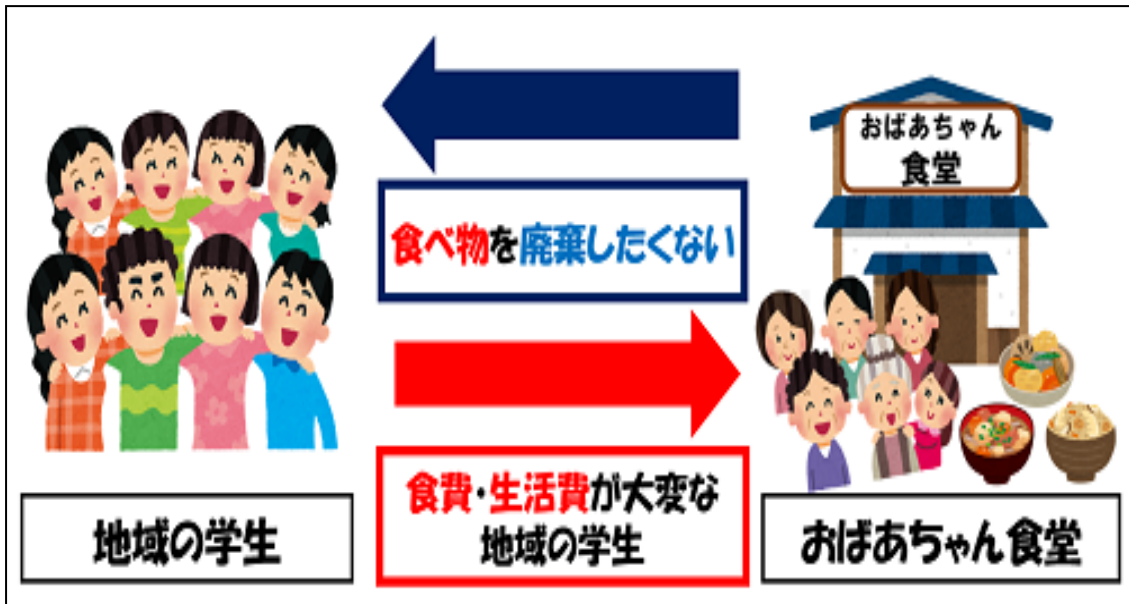 おばあちゃん
食堂
食べ物を廃棄したくない
食費・生活費が大変な
地域の学生
地域の学生
おばあちゃん食堂